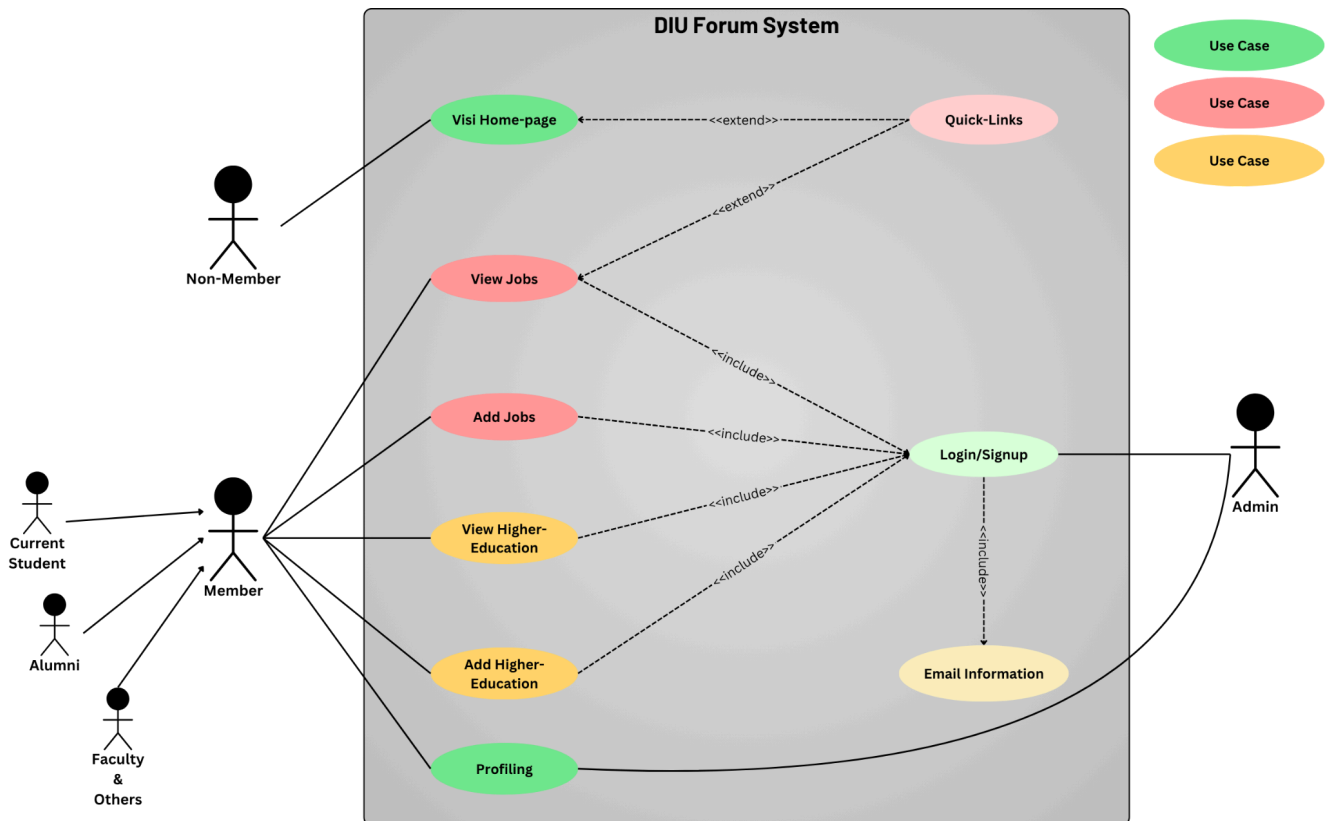 DIU Forum System
Use Case
Use Case
Use Case
Visi Home-page
<<extend>>
Quick-Links
<<extend>>
Non-Member
View Jobs
<<include>>
Add Jobs
<<include>>
Login/Signup
Admin
View Higher-
Education
<<include>>
Current
Student
Member
<<include>>
<<include>>
Alumni
Add Higher-
Education
Email Information
Faculty
&
Others
Profiling